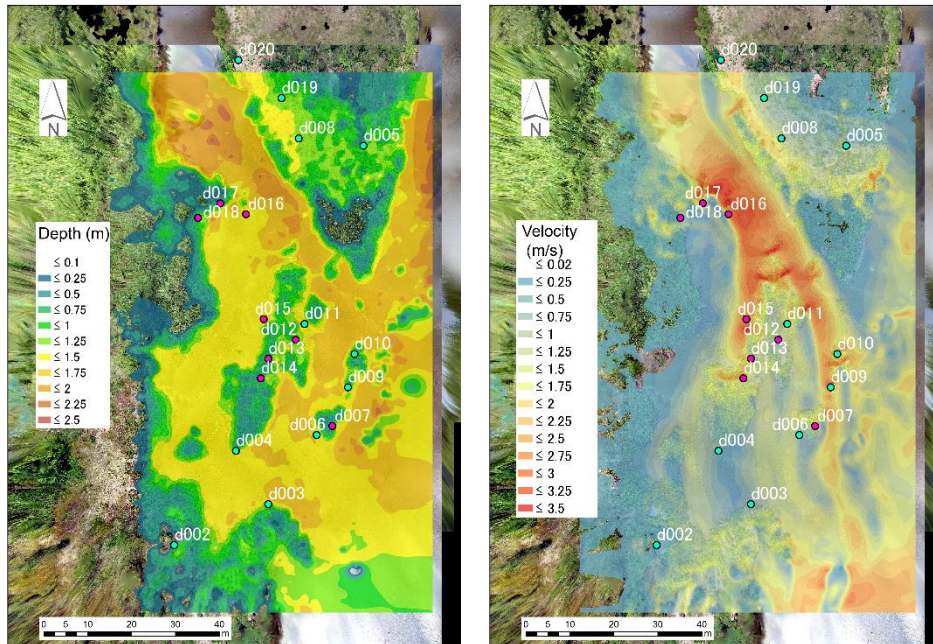 d020
d019
d008
d005
N
d017
d018
d016
Depth (m)
≤ 0.1
≤ 0.25
≤ 0.5
≤ 0.75
≤ 1
≤ 1.25
≤ 1.5
≤ 1.75
≤ 2
≤ 2.25
≤ 2.5
d015
d011
d012
d013
d010
d014
d009
d007
d006
d004
d003
d002
0 5 10 20 30 40
m
d020
d019
d008
d005
N
d017
d018
d016
Velocity
(m/s)
≤ 0.02
≤ 0.25
≤ 0.5
≤ 0.75
≤ 1
≤ 1.25
≤ 1.5
≤ 1.75
≤ 2
≤ 2.25
≤ 2.5
≤ 2.75
≤ 3
≤ 3.25
≤ 3.5
d015
d011
d012
d013
d010
d014
d009
d007
d006
d004
d003
d002
0 5 10 20 30 40
m